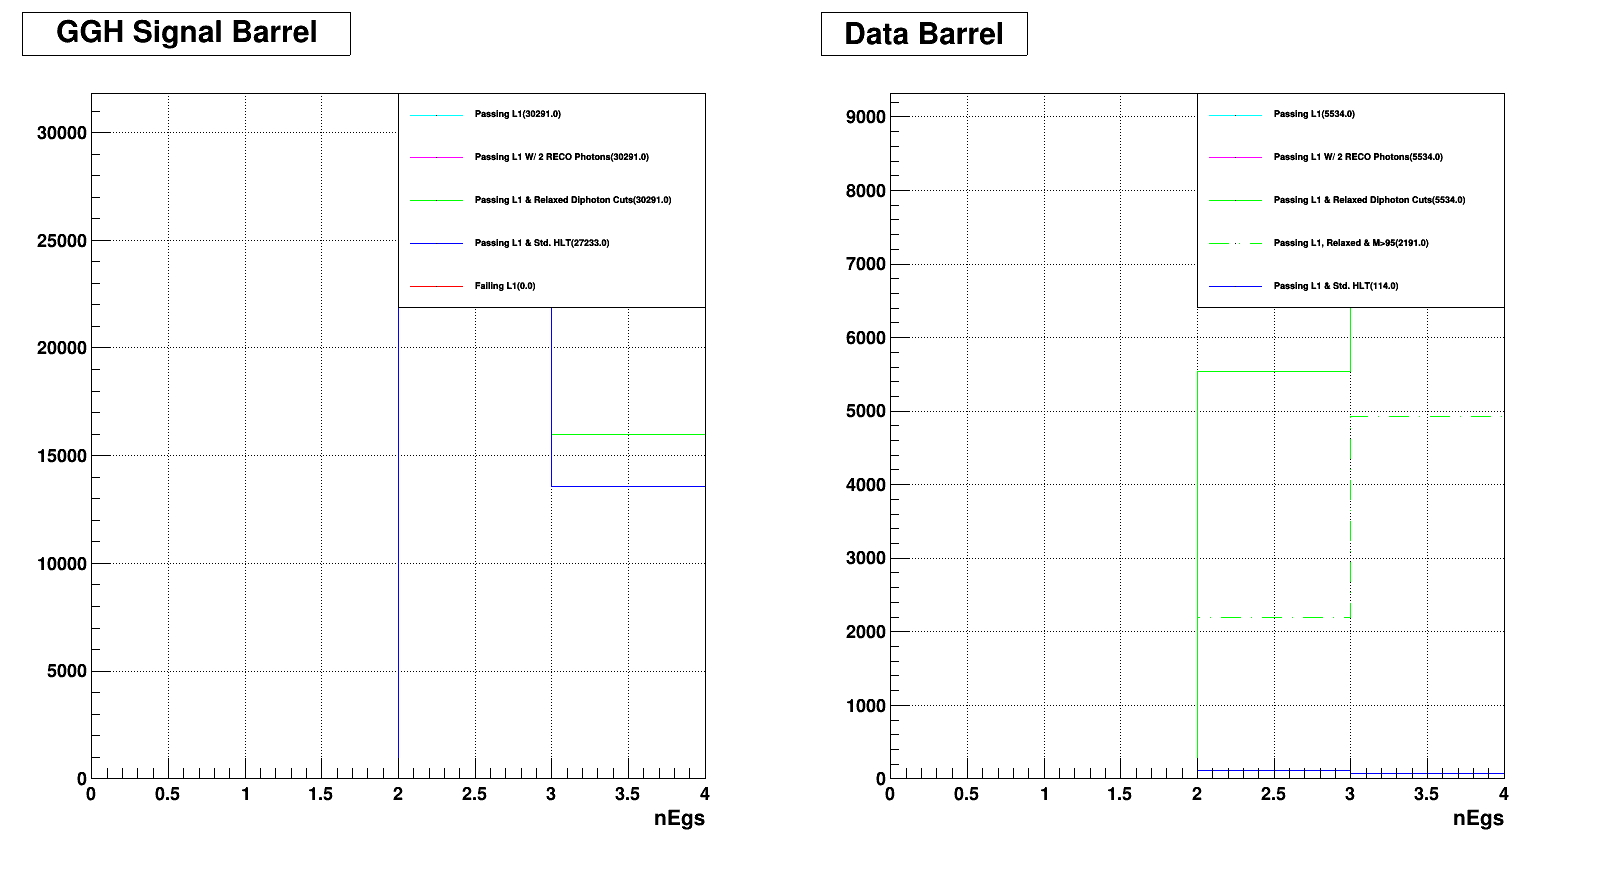 GGH Signal Barrel
30000
25000
20000
15000
10000
5000
0
0 0.5 1 1.5 2 2.5 3 3.5 4
nEgs
Passing L1(30291.0)
Passing L1 W/ 2 RECO Photons(30291.0)
Passing L1 & Relaxed Diphoton Cuts(30291.0)
Passing L1 & Std. HLT(27233.0)
Failing L1(0.0)
Data Barrel
9000
8000
7000
6000
5000
4000
3000
2000
1000
0
0 0.5 1 1.5 2 2.5 3 3.5 4
nEgs
Passing L1(5534.0)
Passing L1 W/ 2 RECO Photons(5534.0)
Passing L1 & Relaxed Diphoton Cuts(5534.0)
Passing L1, Relaxed & M>95(2191.0)
Passing L1 & Std. HLT(114.0)